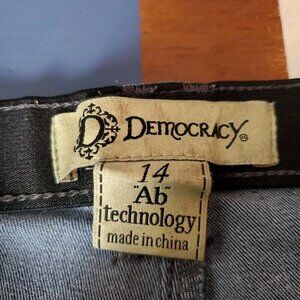 D DEMOCRACY®
14
"Ab"
technology
made in china